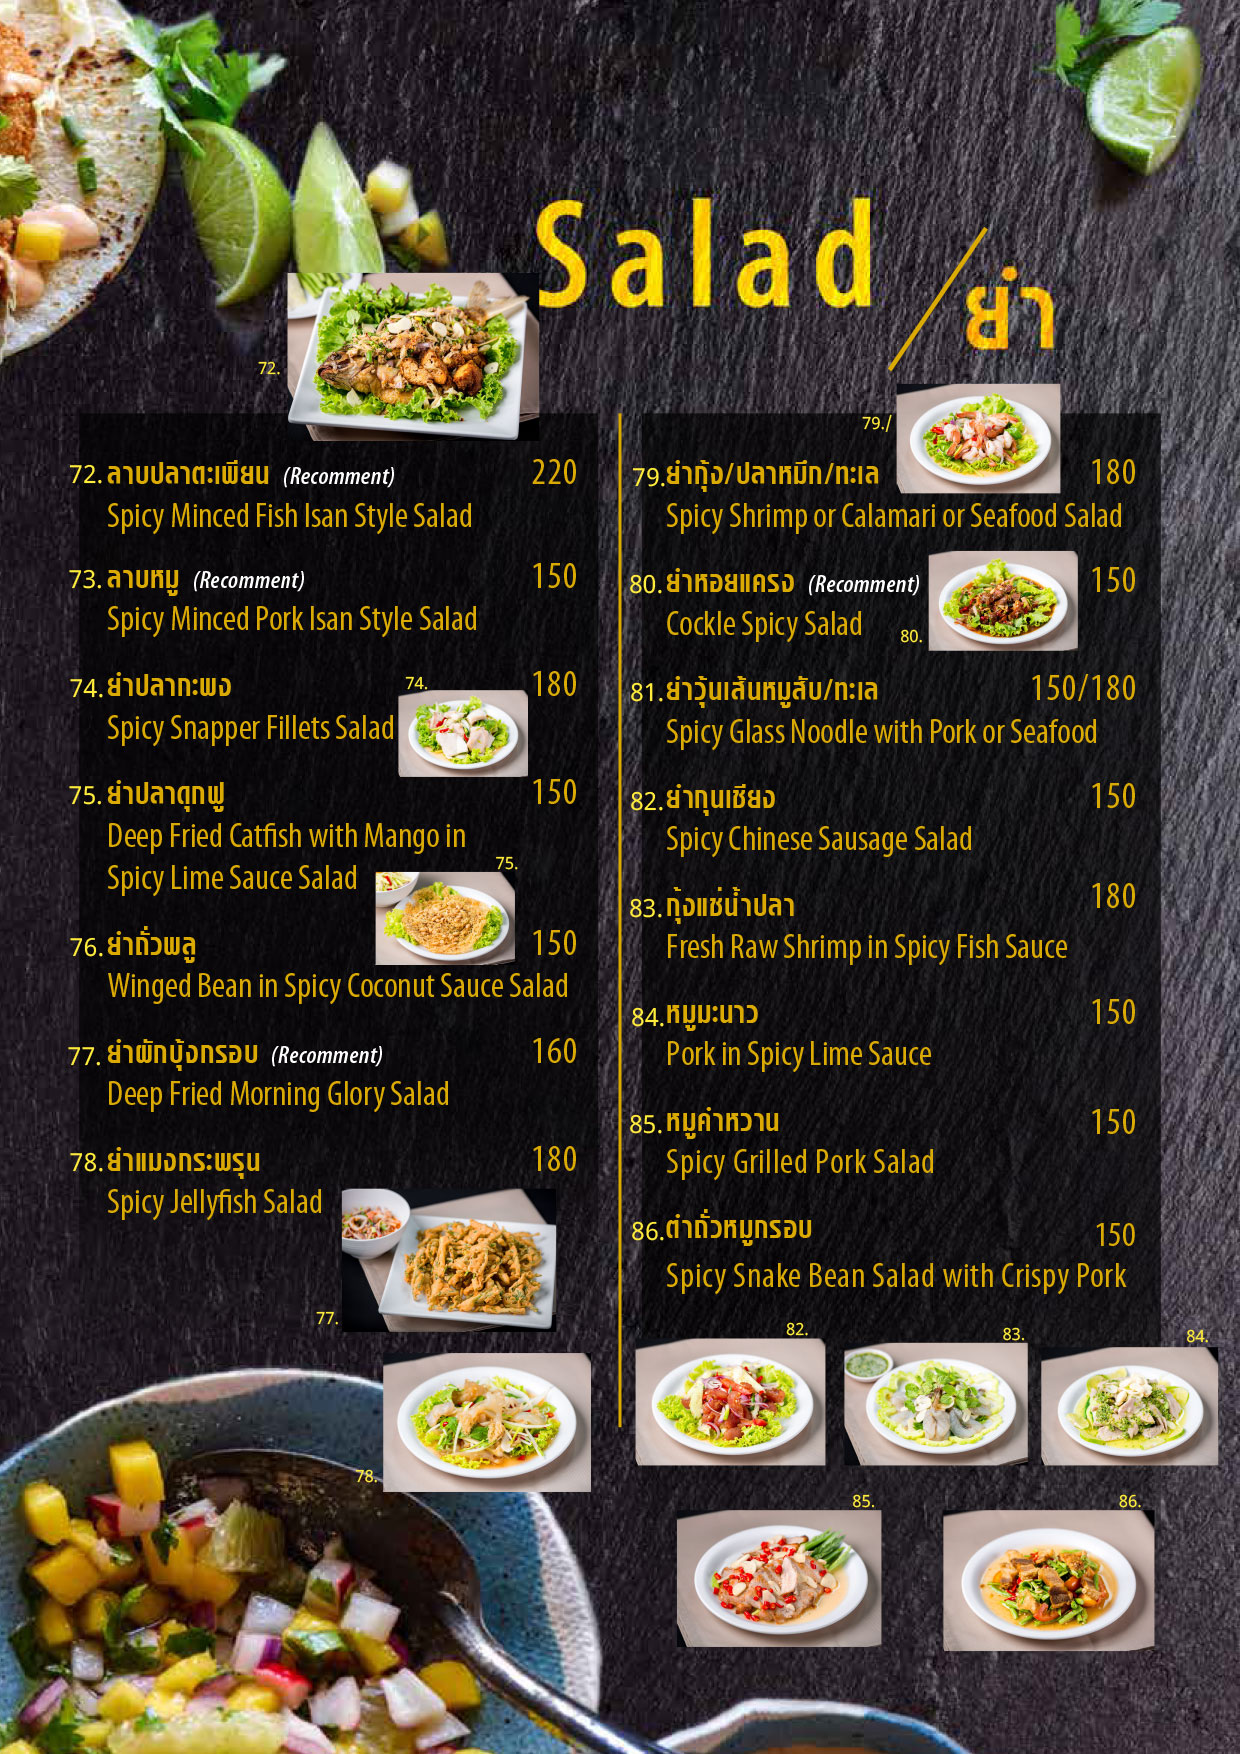 Salad
ยำ
72.
72. ลาบปลาตะเพียน (Recomment) 220
Spicy Minced Fish Isan Style Salad
73. ลาบหมู (Recomment) 150
Spicy Minced Pork Isan Style Salad
74. ยำปลากะพง 180
Spicy Snapper Fillets Salad
74.
75. ยำปลาดุกฟู 150
Deep Fried Catfish with Mango in
Spicy Lime Sauce Salad
75.
76. ยำถั่วพลู 150
Winged Bean in Spicy Coconut Sauce Salad
77. ยำผักบุ้งกรอบ (Recomment) 160
Deep Fried Morning Glory Salad
78. ยำแมงกระพรุน 180
Spicy Jellyfish Salad
77.
78.
79./
79. ยำกุ้ง/ปลาหมึก/ทะเล 180
Spicy Shrimp or Calamari or Seafood Salad
80. ยำหอยแครง (Recomment) 150
Cockle Spicy Salad
80.
81. ยำวุ้นเส้นหมูสับ/ทะเล 150/180
Spicy Glass Noodle with Pork or Seafood
82. ยำกุนเชียง 150
Spicy Chinese Sausage Salad
83. กุ้งแช่น้ำปลา 180
Fresh Raw Shrimp in Spicy Fish Sauce
84. หมูมะนาว 150
Pork in Spicy Lime Sauce
85. หมูคำหวาน 150
Spicy Grilled Pork Salad
86. ตำถั่วหมูกรอบ 150
Spicy Snake Bean Salad with Crispy Pork
82.
83.
84.
85.
86.